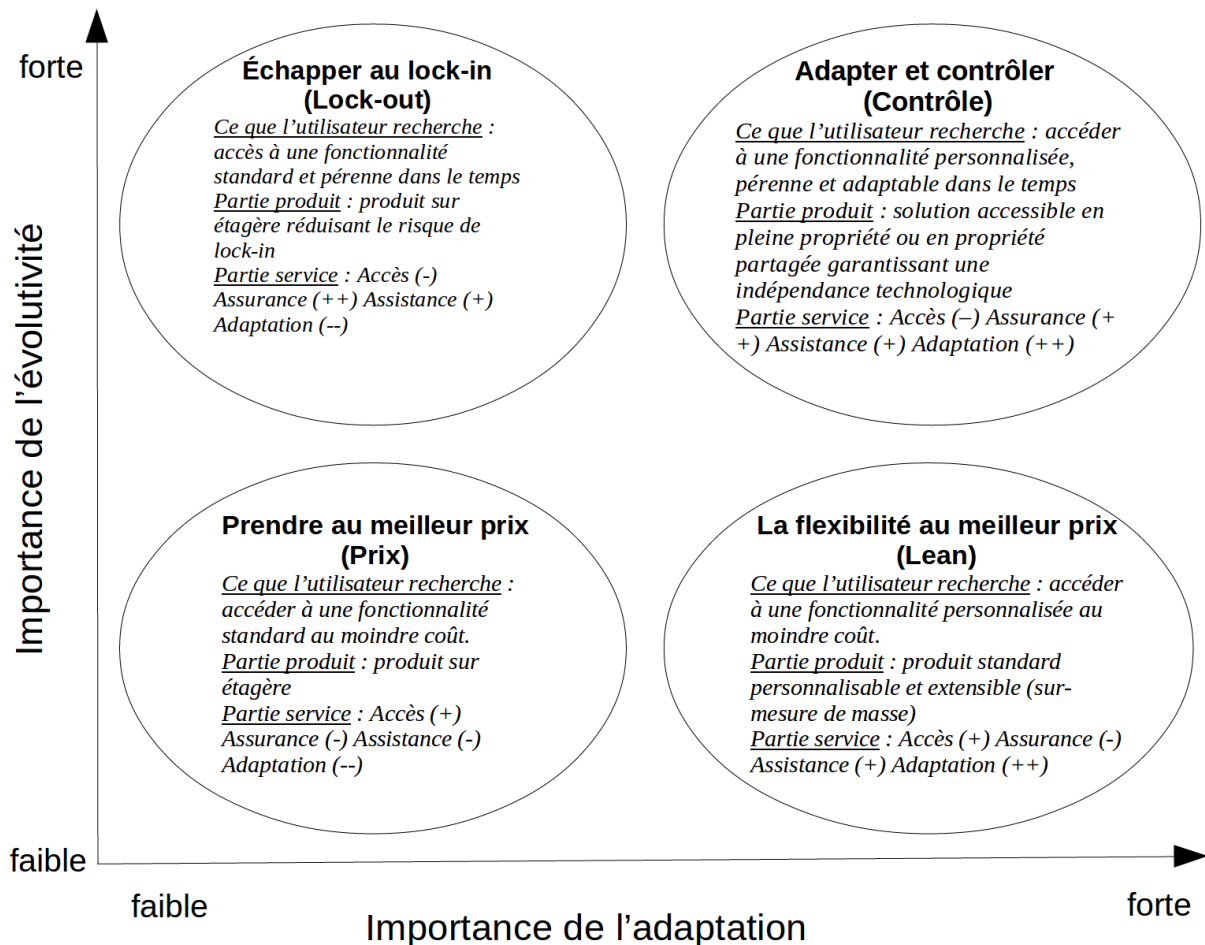 forte
Échapper au lock-in
(Lock-out)
Ce que l’utilisateur recherche :
accès à une fonctionnalité
standard et pérenne dans le temps
Partie produit : produit sur
étagère réduisant le risque de
lock-in
Partie service : Accès (-)
Assurance (++) Assistance (+)
Adaptation (--)
Adapter et contrôler
(Contrôle)
Ce que l’utilisateur recherche : accéder
à une fonctionnalité personnalisée,
pérenne et adaptable dans le temps
Partie produit : solution accessible en
pleine propriété ou en propriété
partagée garantissant une
indépendance technologique
Partie service : Accès (–) Assurance (+
+) Assistance (+) Adaptation (++)
Importance de l’évolutivité
Prendre au meilleur prix
(Prix)
Ce que l’utilisateur recherche :
accéder à une fonctionnalité
standard au moindre coût.
Partie produit : produit sur
étagère
Partie service : Accès (+)
Assurance (-) Assistance (-)
Adaptation (--)
La flexibilité au meilleur prix
(Lean)
Ce que l’utilisateur recherche : accéder
à une fonctionnalité personnalisée au
moindre coût.
Partie produit : produit standard
personnalisable et extensible (sur-
mesure de masse)
Partie service : Accès (+) Assurance (-)
Assistance (+) Adaptation (++)
faible
faible
forte
Importance de l’adaptation